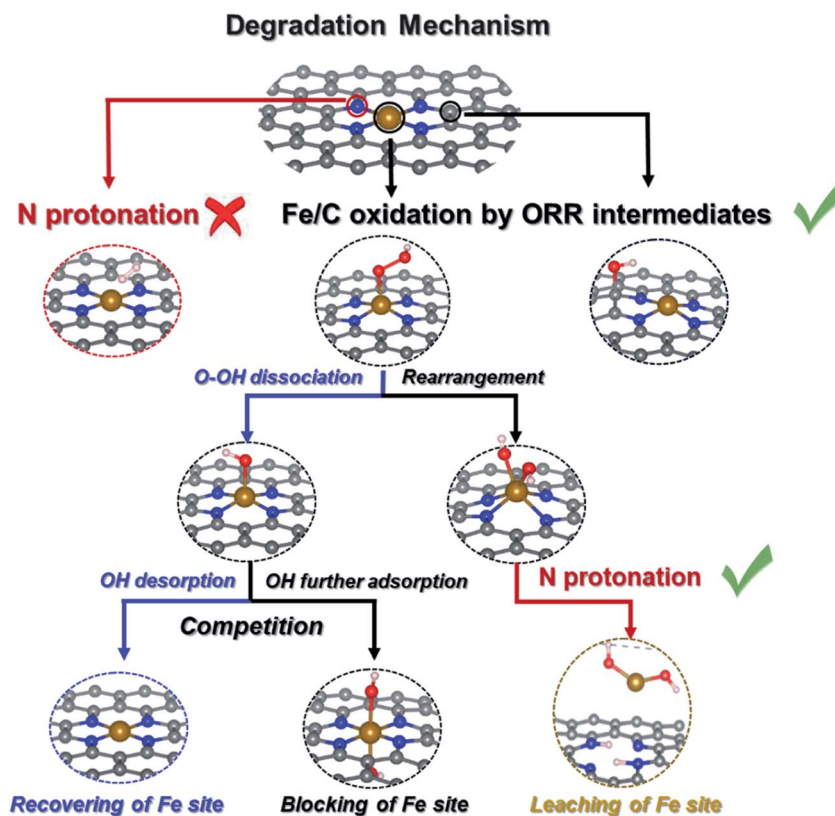 Degradation Mechanism
N protonation
Fe/C oxidation by ORR intermediates
O-OH dissociation
Rearrangement
OH desorption
OH further adsorption
N protonation
Competition
Recovering of Fe site
Blocking of Fe site
Leaching of Fe site